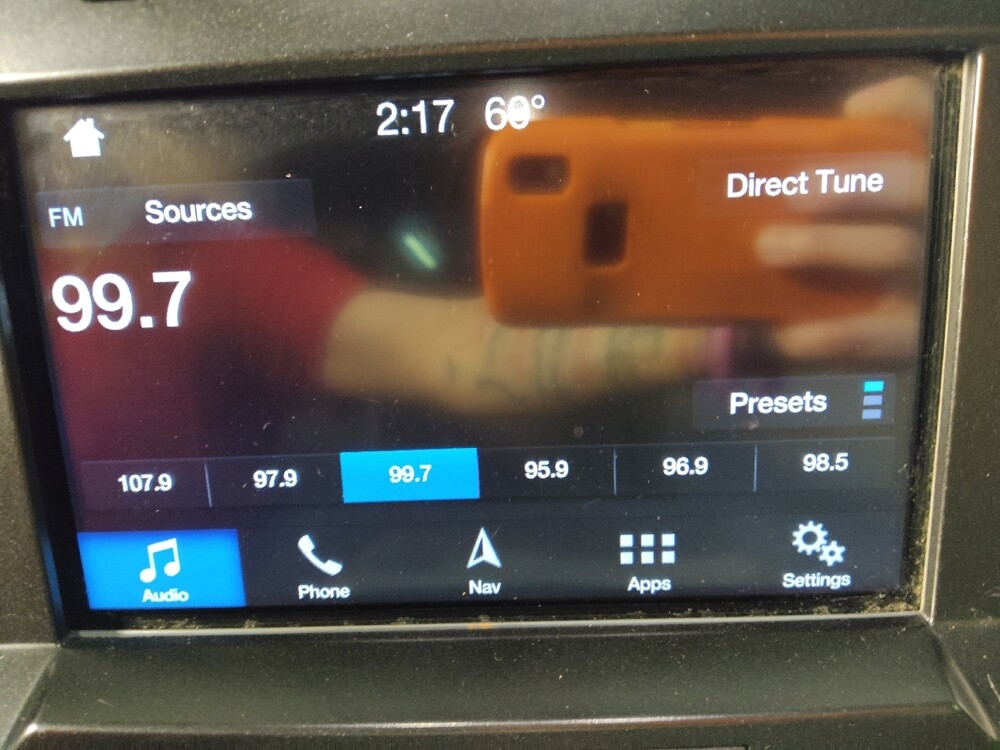 2:17 60°
FM Sources
Direct Tune
99.7
Presets
107.9 97.9 99.7 95.9 96.9 98.5
Audio Phone Nav Apps Settings